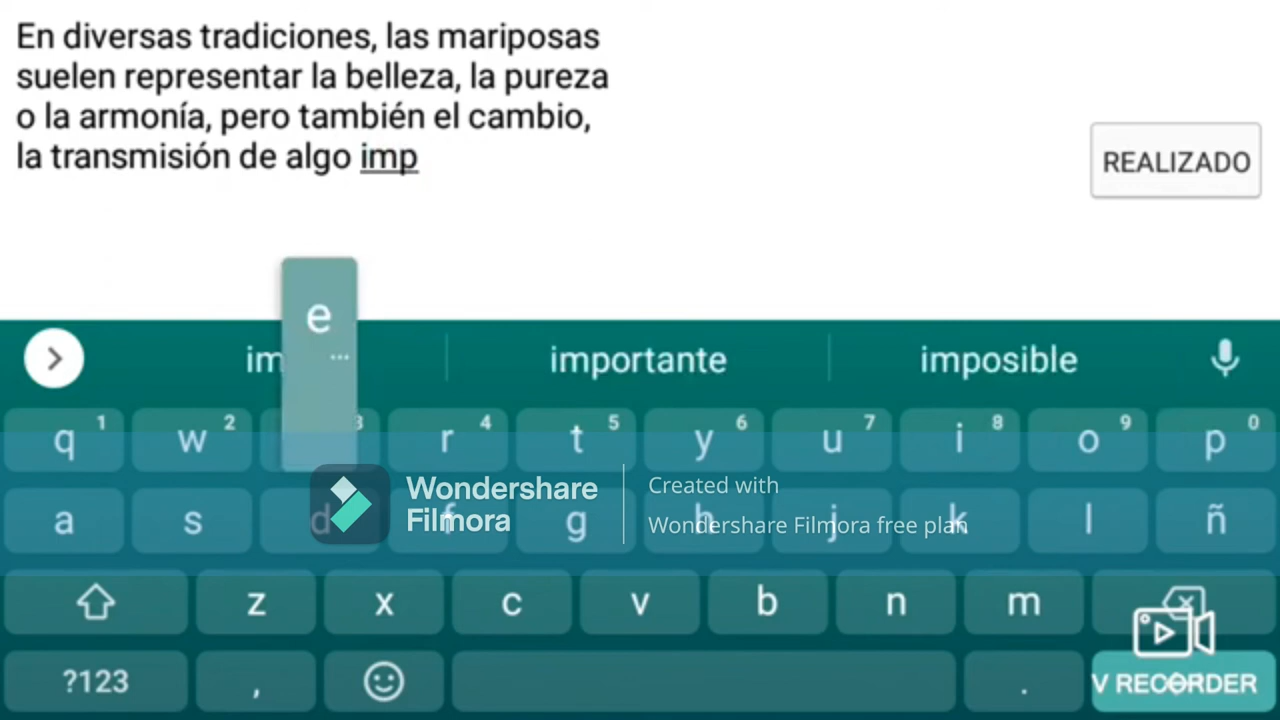 En diversas tradiciones, las mariposas
suelen representar la belleza, la pureza
o la armonía, pero también el cambio,
la transmisión de algo imp
REALIZADO
e
...
im
importante
imposible
q 1 w 2 3 r 4 t 5 y 6 u 7 i 8 o 9 p 0
a s d f g h j k l ñ
Wondershare
Filmora
Created with
Wondershare Filmora free plan
z x c v b n m
?123 , .
V RECORDER